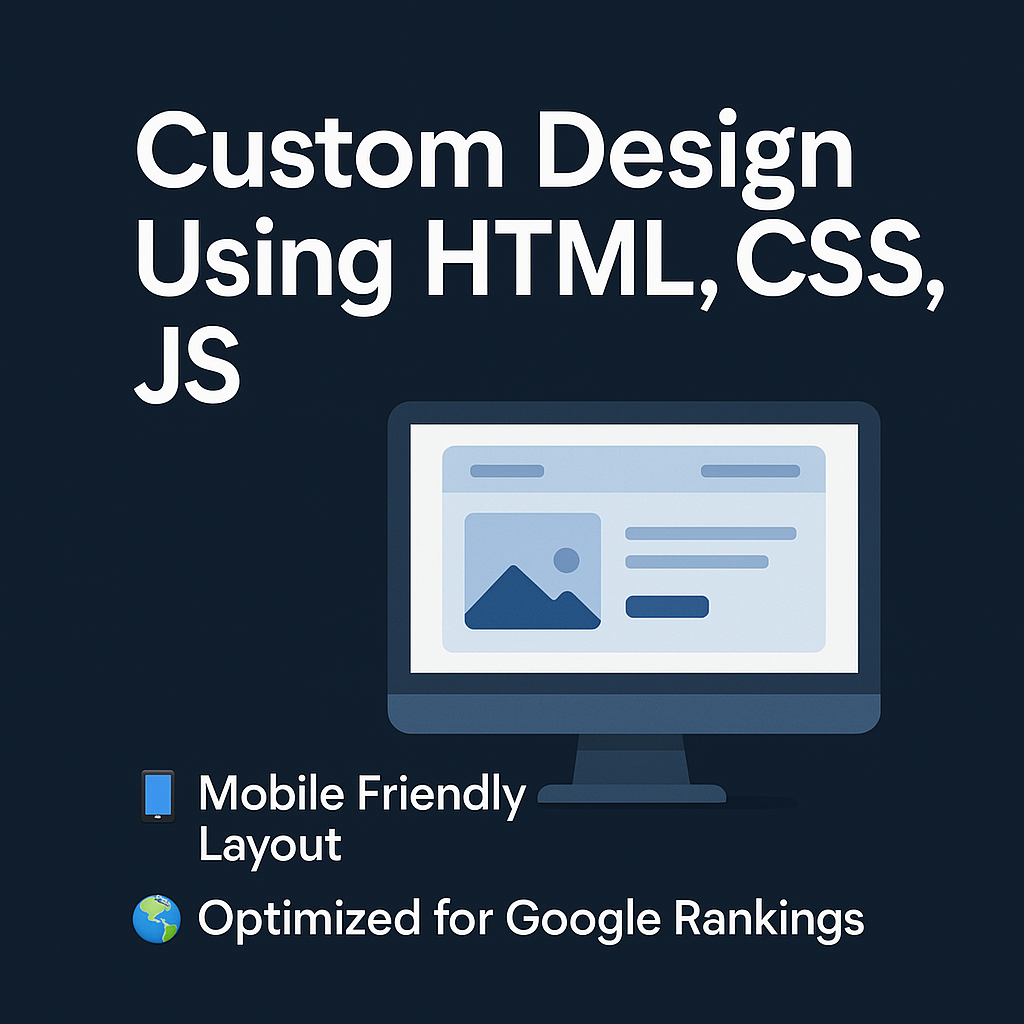 Custom Design
Using HTML, CSS,
JS
Mobile Friendly
Layout
Optimized for Google Rankings